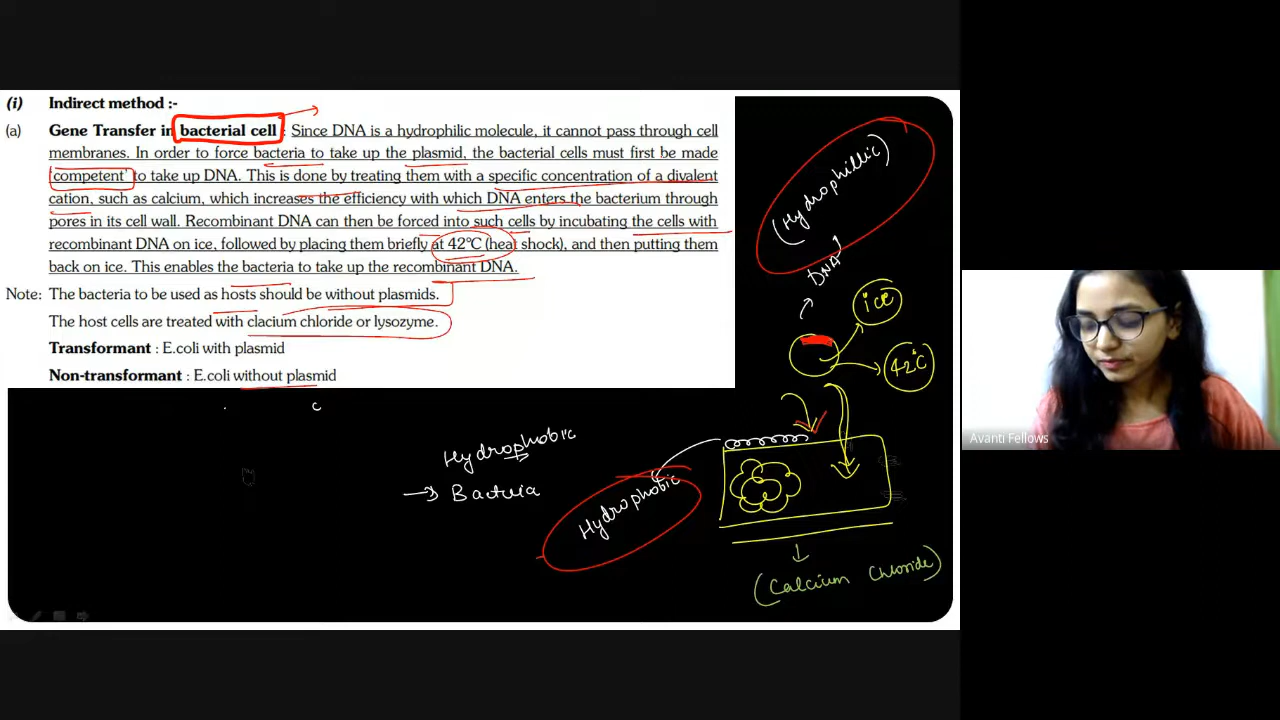 (i) Indirect method :-
(a) Gene Transfer in bacterial cell : Since DNA is a hydrophilic molecule, it cannot pass through cell
membranes. In order to force bacteria to take up the plasmid, the bacterial cells must first be made
'competent' to take up DNA. This is done by treating them with a specific concentration of a divalent
cation, such as calcium, which increases the efficiency with which DNA enters the bacterium through
pores in its cell wall. Recombinant DNA can then be forced into such cells by incubating the cells with
recombinant DNA on ice, followed by placing them briefly at 42°C (heat shock), and then putting them
back on ice. This enables the bacteria to take up the recombinant DNA.
Note: The bacteria to be used as hosts should be without plasmids.
The host cells are treated with clacium chloride or lysozyme.
Transformant : E.coli with plasmid
Non-transformant : E.coli without plasmid
(Hydrophillic)
DNA
ice
42°C
c
Hydrophobic
→ Bacteria
Hydrophobic
(Calcium Chloride)
Avanti Fellows